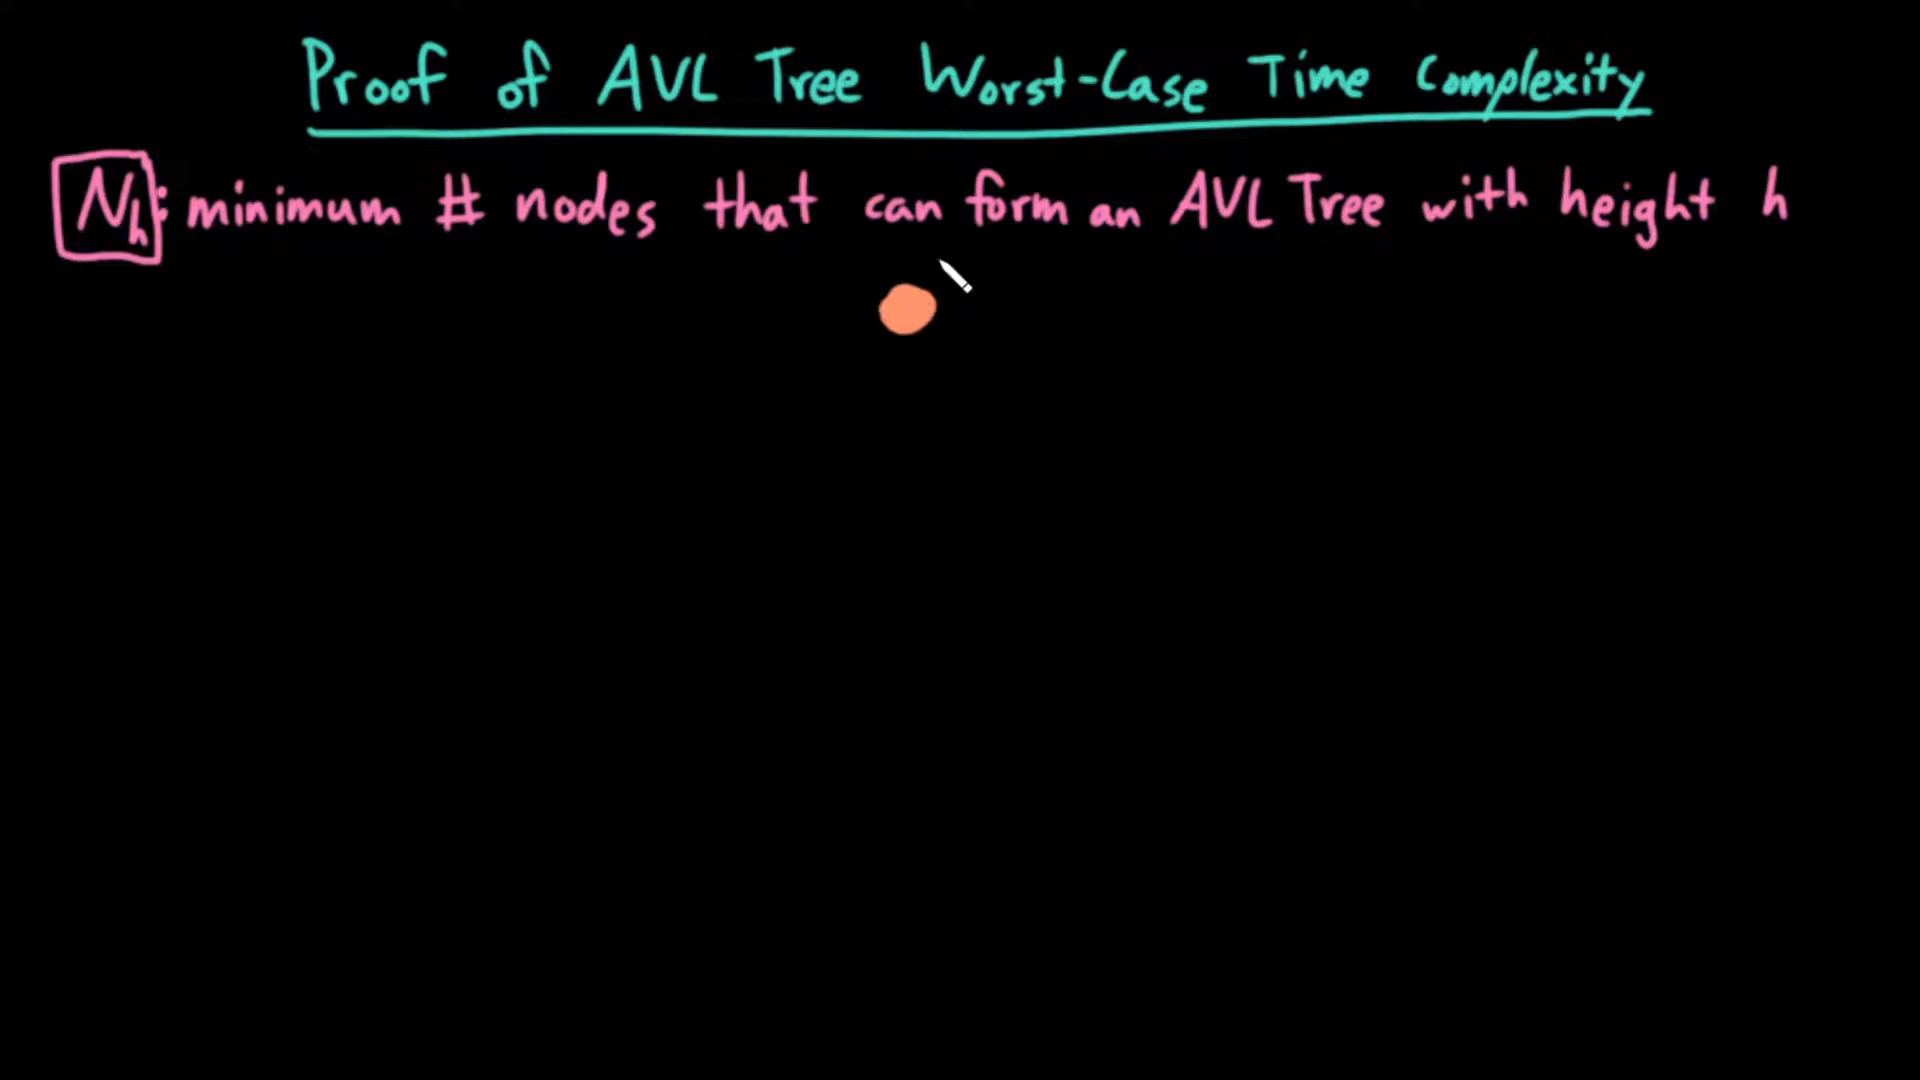 Proof of AVL Tree Worst-Case Time Complexity
Nh: minimum # nodes that can form an AVL Tree with height h